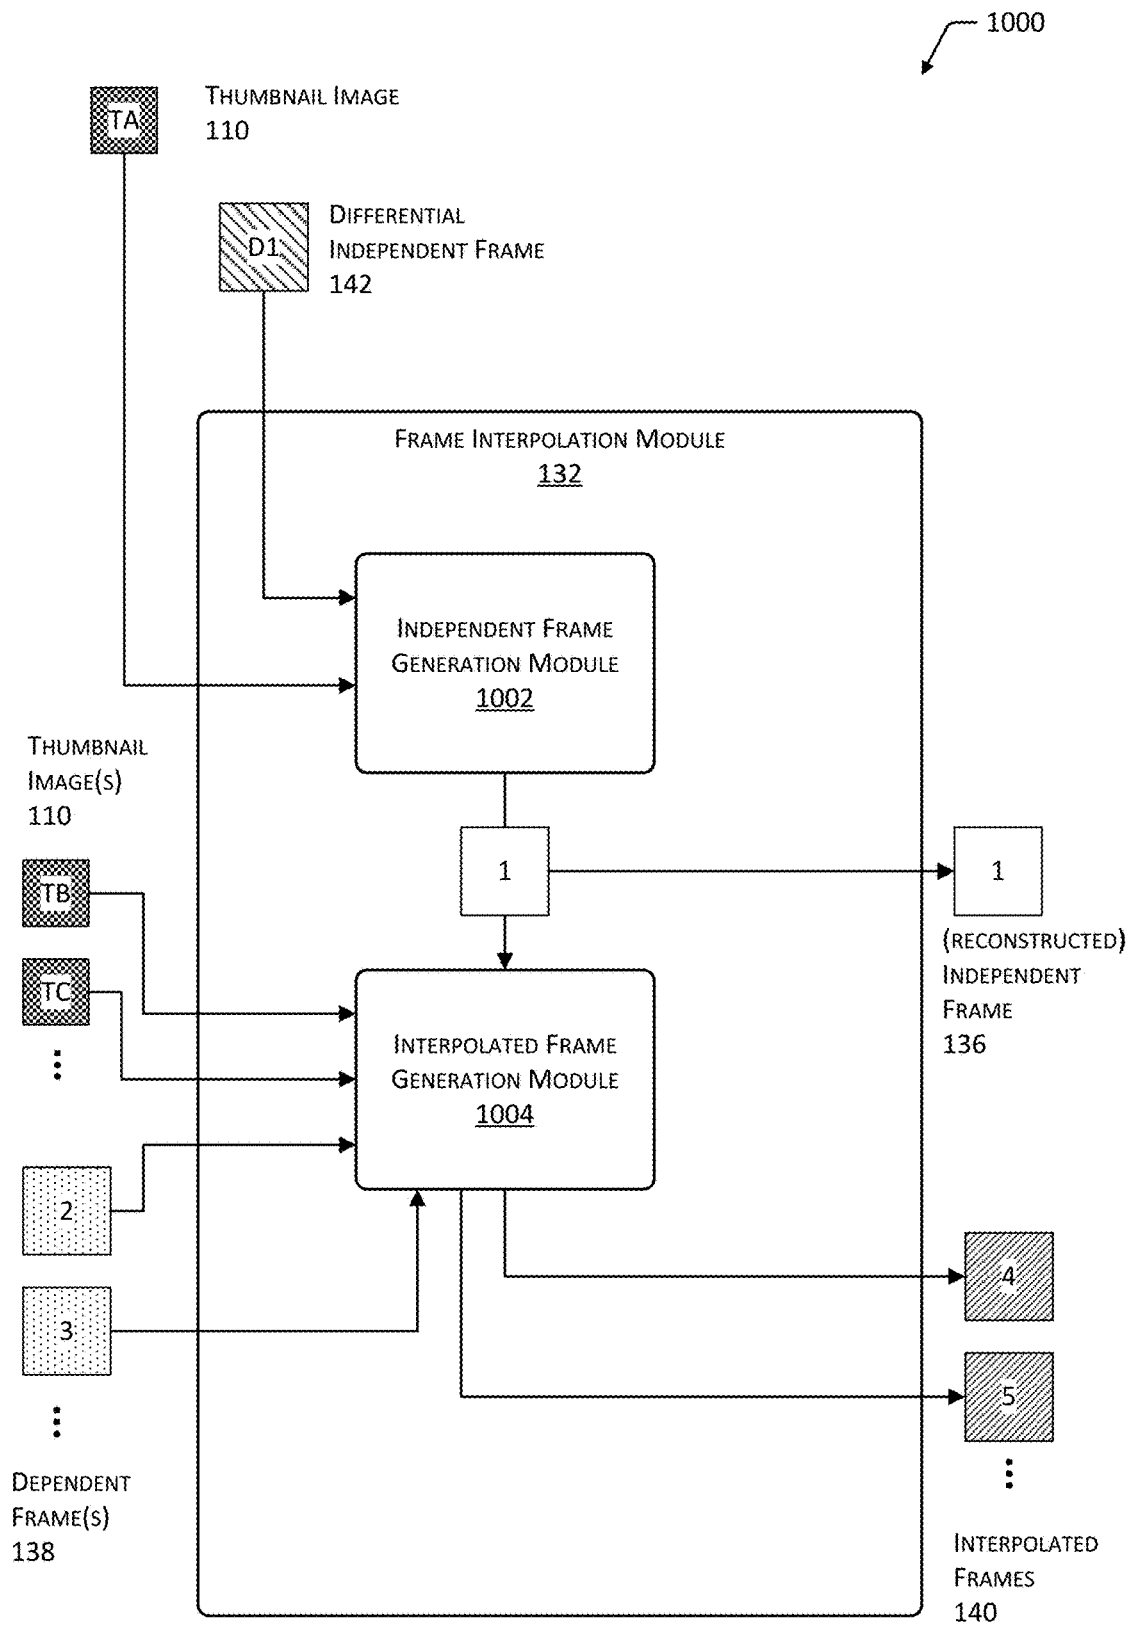 1000
TA
THUMBNAIL IMAGE
110
D1
DIFFERENTIAL
INDEPENDENT FRAME
142
FRAME INTERPOLATION MODULE
132
INDEPENDENT FRAME
GENERATION MODULE
1002
THUMBNAIL
IMAGE(S)
110
TB
TC
1
1
(RECONSTRUCTED)
INDEPENDENT
FRAME
136
INTERPOLATED FRAME
GENERATION MODULE
1004
2
3
DEPENDENT
FRAME(S)
138
4
5
INTERPOLATED
FRAMES
140